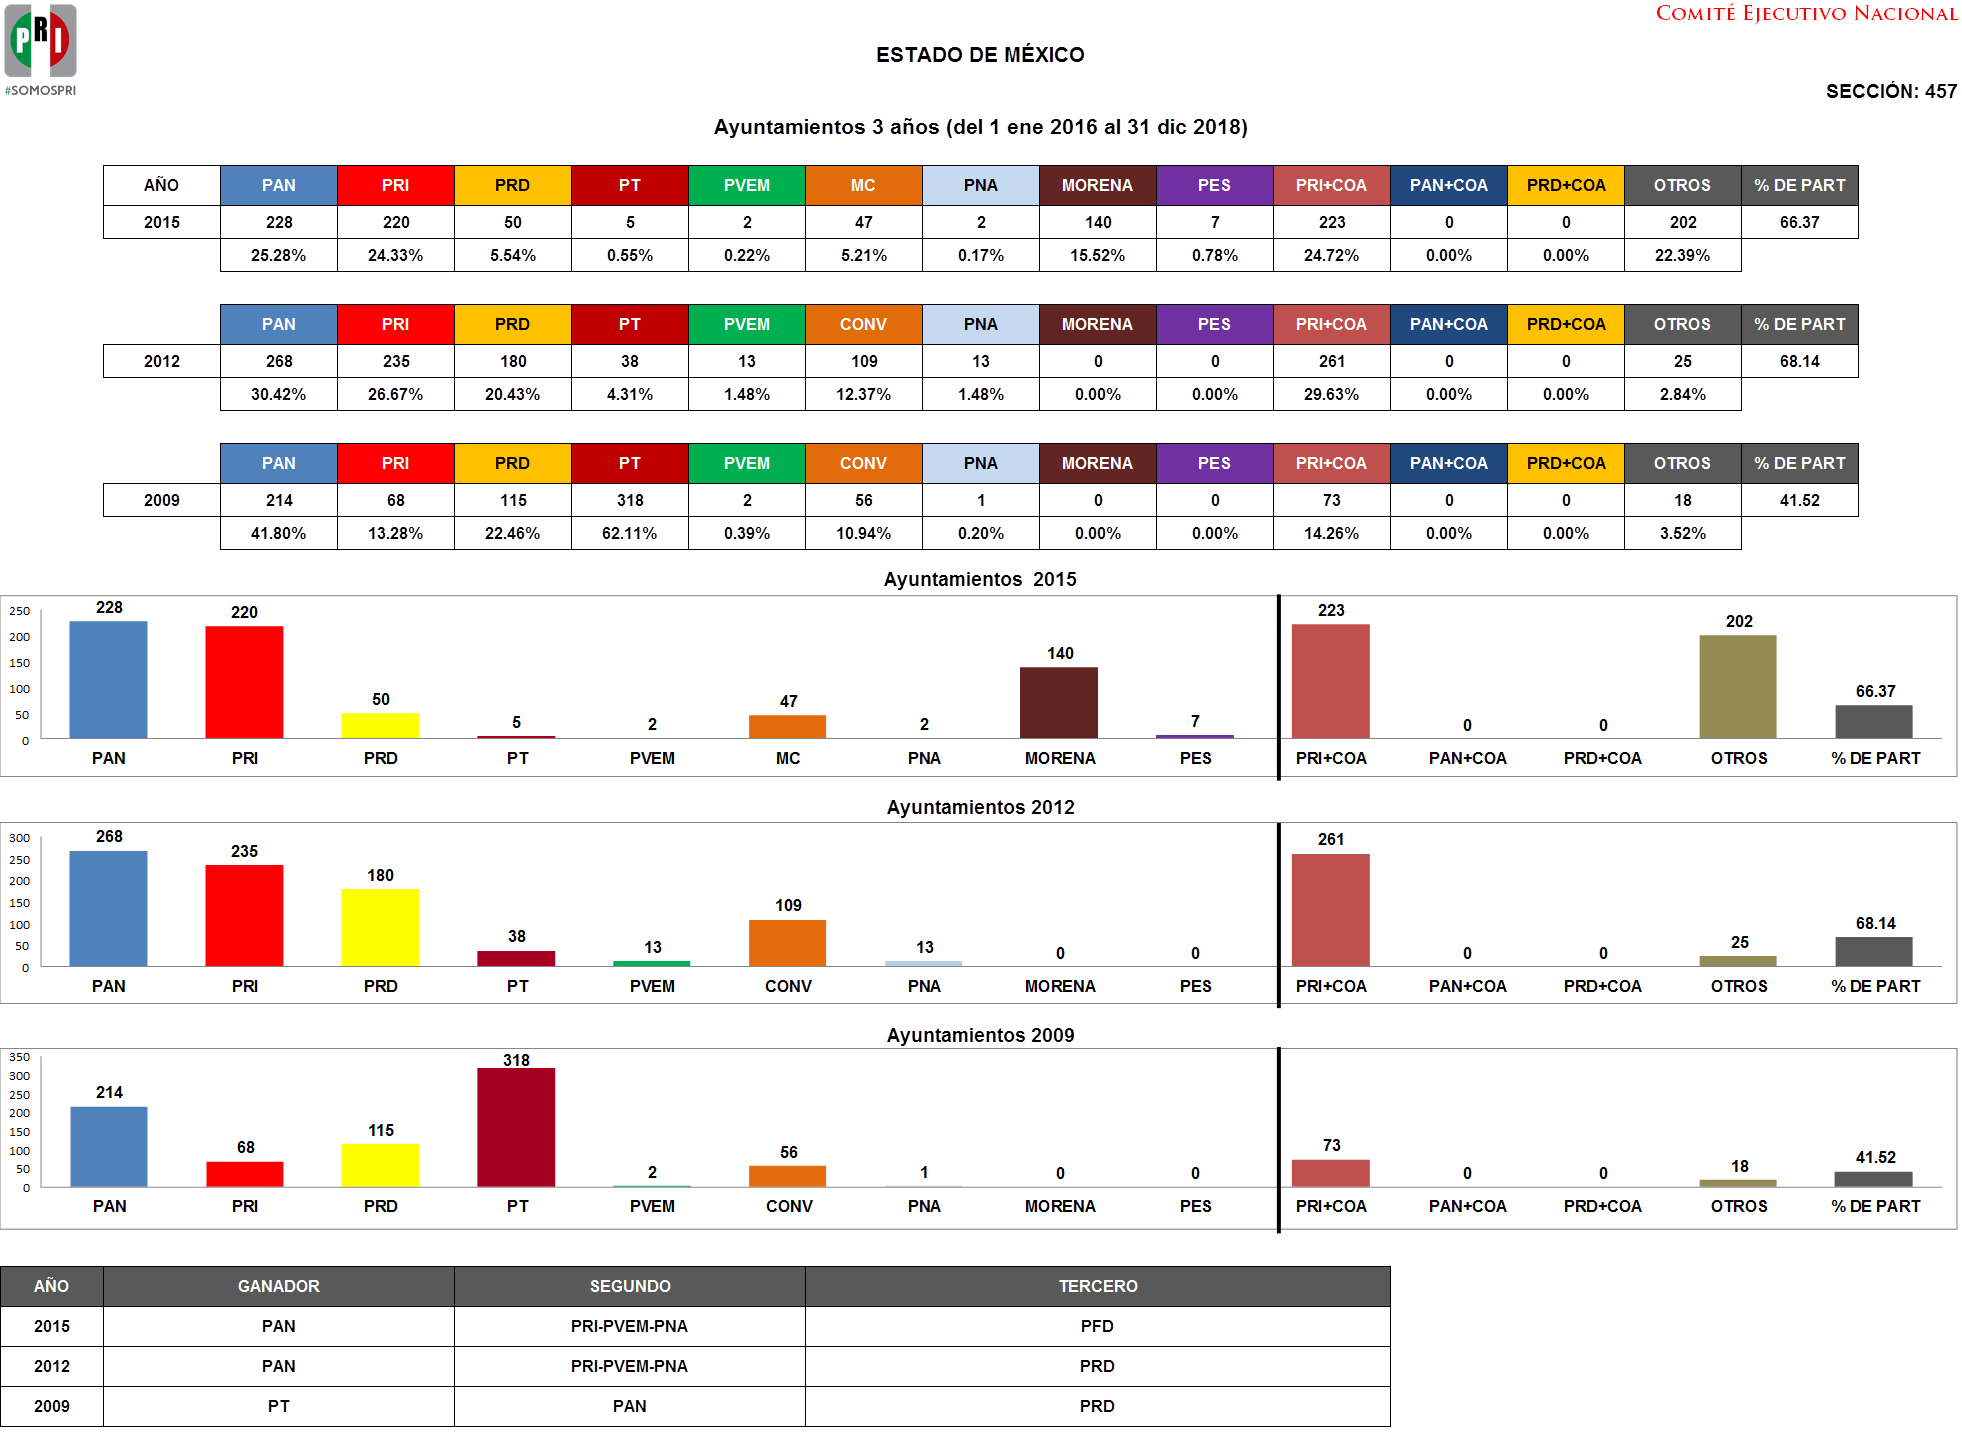 PRI
#SOMOSPRI
COMITÉ EJECUTIVO NACIONAL
ESTADO DE MÉXICO
SECCIÓN: 457
Ayuntamientos 3 años (del 1 ene 2016 al 31 dic 2018)
AÑO PAN PRI PRD PT PVEM MC PNA MORENA PES PRI+COA PAN+COA PRD+COA OTROS % DE PART
2015 228 220 50 5 2 47 2 140 7 223 0 0 202 66.37
25.28% 24.33% 5.54% 0.55% 0.22% 5.21% 0.17% 15.52% 0.78% 24.72% 0.00% 0.00% 22.39%
PAN PRI PRD PT PVEM CONV PNA MORENA PES PRI+COA PAN+COA PRD+COA OTROS % DE PART
2012 268 235 180 38 13 109 13 0 0 261 0 0 25 68.14
30.42% 26.67% 20.43% 4.31% 1.48% 12.37% 1.48% 0.00% 0.00% 29.63% 0.00% 0.00% 2.84%
PAN PRI PRD PT PVEM CONV PNA MORENA PES PRI+COA PAN+COA PRD+COA OTROS % DE PART
2009 214 68 115 318 2 56 1 0 0 73 0 0 18 41.52
41.80% 13.28% 22.46% 62.11% 0.39% 10.94% 0.20% 0.00% 0.00% 14.26% 0.00% 0.00% 3.52%
Ayuntamientos 2015
250
200
150
100
50
0
228 220 50 5 2 47 2 140 7 223 0 0 202 66.37
PAN PRI PRD PT PVEM MC PNA MORENA PES PRI+COA PAN+COA PRD+COA OTROS % DE PART
Ayuntamientos 2012
300
250
200
150
100
50
0
268 235 180 38 13 109 13 0 0 261 0 0 25 68.14
PAN PRI PRD PT PVEM CONV PNA MORENA PES PRI+COA PAN+COA PRD+COA OTROS % DE PART
Ayuntamientos 2009
350
300
250
200
150
100
50
0
214 68 115 318 2 56 1 0 0 73 0 0 18 41.52
PAN PRI PRD PT PVEM CONV PNA MORENA PES PRI+COA PAN+COA PRD+COA OTROS % DE PART
AÑO GANADOR SEGUNDO TERCERO
2015 PAN PRI-PVEM-PNA PFD
2012 PAN PRI-PVEM-PNA PRD
2009 PT PAN PRD